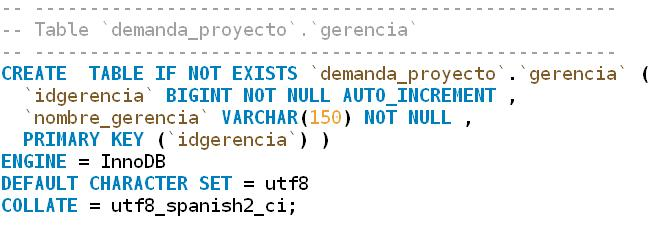 -- -----------------------------------------------------
-- Table `demanda_proyecto`.`gerencia`
-- -----------------------------------------------------
CREATE  TABLE IF NOT EXISTS `demanda_proyecto`.`gerencia` (
  `idgerencia` BIGINT NOT NULL AUTO_INCREMENT ,
  `nombre_gerencia` VARCHAR(150) NOT NULL ,
  PRIMARY KEY (`idgerencia`) )
ENGINE = InnoDB
DEFAULT CHARACTER SET = utf8
COLLATE = utf8_spanish2_ci;